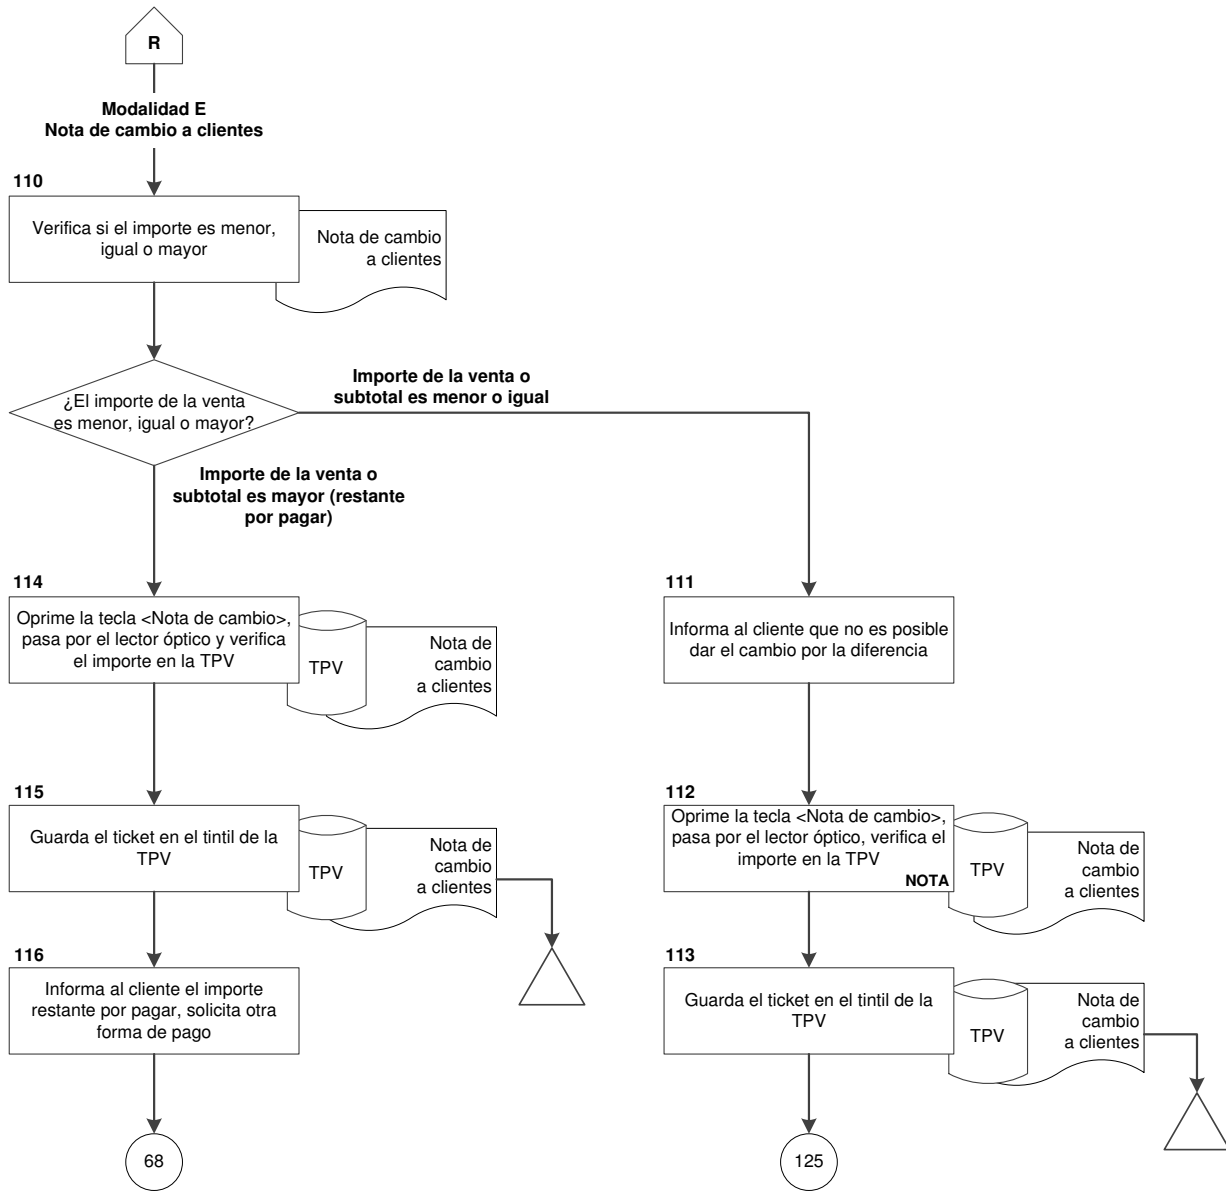 R
Modalidad E
Nota de cambio a clientes
110
Verifica si el importe es menor,
igual o mayor
Nota de cambio
a clientes
¿El importe de la venta
es menor, igual o mayor?
Importe de la venta o
subtotal es menor o igual
Importe de la venta o
subtotal es mayor (restante
por pagar)
114
Oprime la tecla <Nota de cambio>,
pasa por el lector óptico y verifica
el importe en la TPV
TPV
Nota de
cambio
a clientes
111
Informa al cliente que no es posible
dar el cambio por la diferencia
115
Guarda el ticket en el tintil de la
TPV
TPV
Nota de
cambio
a clientes
112
Oprime la tecla <Nota de cambio>,
pasa por el lector óptico, verifica el
importe en la TPV
NOTA
TPV
Nota de
cambio
a clientes
116
Informa al cliente el importe
restante por pagar, solicita otra
forma de pago
113
Guarda el ticket en el tintil de la
TPV
TPV
Nota de
cambio
a clientes
68
125